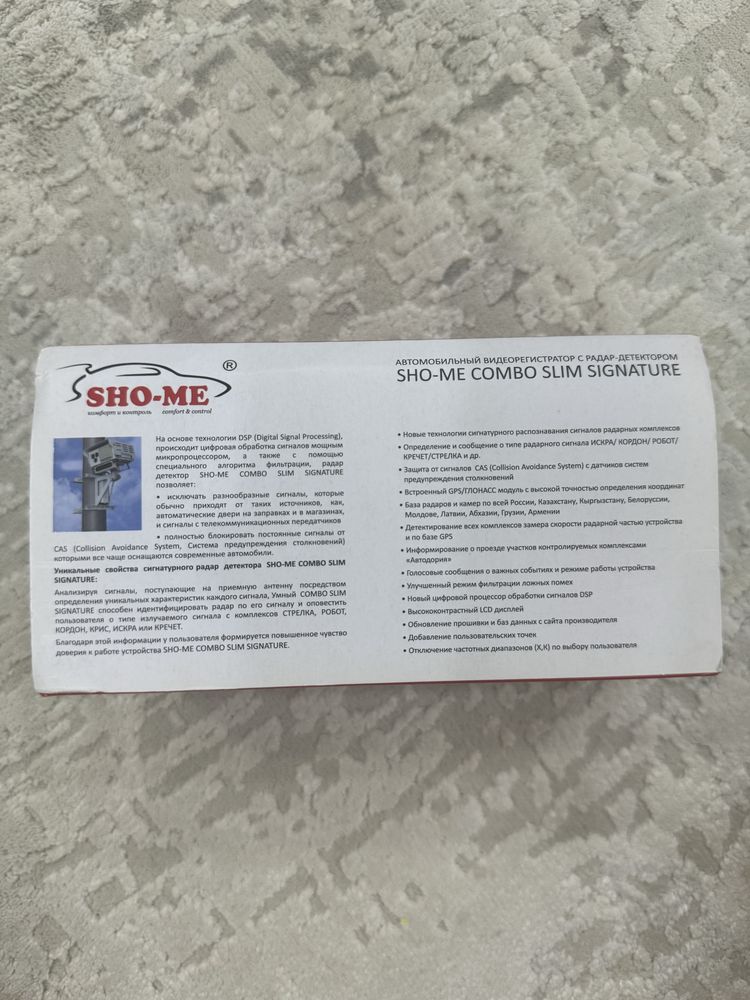 SHO-ME ®
комфорт и контроль comfort & control
На основе технологии DSP (Digital Signal Processing),
происходит цифровая обработка сигналов мощным
микропроцессором, а также с помощью
специального алгоритма фильтрации, радар
детектор SHO-ME COMBO SLIM SIGNATURE
позволяет:
• исключать разнообразные сигналы, которые
обычно приходят от таких источников, как,
автоматические двери на заправках и в магазинах,
и сигналы с телекоммуникационных передатчиков
• полностью блокировать постоянные сигналы от
CAS (Collision Avoidance System, Система предупреждения столкновений)
которыми все чаще оснащаются современные автомобили.
Уникальные свойства сигнатурного радар детектора SHO-ME COMBO SLIM
SIGNATURE:
Анализируя сигналы, поступающие на приемную антенну посредством
определения уникальных характеристик каждого сигнала, Умный COMBO SLIM
SIGNATURE способен идентифицировать радар по его сигналу и оповестить
пользователя о типе излучаемого сигнала с комплексов СТРЕЛКА, РОБОТ,
КОРДОН, КРИС, ИСКРА или КРЕЧЕТ.
Благодаря этой информации у пользователя формируется повышенное чувство
доверия к работе устройства SHO-ME COMBO SLIM SIGNATURE.
АВТОМОБИЛЬНЫЙ ВИДЕОРЕГИСТРАТОР С РАДАР-ДЕТЕКТОРОМ
SHO-ME COMBO SLIM SIGNATURE
• Новые технологии сигнатурного распознавания сигналов радарных комплексов
• Определение и сообщение о типе радарного сигнала ИСКРА/ КОРДОН/ РОБОТ/
КРЕЧЕТ/СТРЕЛКА и др.
• Защита от сигналов CAS (Collision Avoidance System) с датчиков систем
предупреждения столкновений
• Встроенный GPS/ГЛОНАСС модуль с высокой точностью определения координат
• База радаров и камер по всей России, Казахстану, Кыргызстану, Белоруссии,
Молдове, Латвии, Абхазии, Грузии, Армении
• Детектирование всех комплексов замера скорости радарной частью устройства
и по базе GPS
• Информирование о проезде участков контролируемых комплексами
«Автодория»
• Голосовые сообщения о важных событиях и режиме работы устройства
• Улучшенный режим фильтрации ложных помех
• Новый цифровой процессор обработки сигналов DSP
• Высококонтрастный LCD дисплей
• Обновление прошивки и баз данных с сайта производителя
• Добавление пользовательских точек
• Отключение частотных диапазонов (X,K) по выбору пользователя